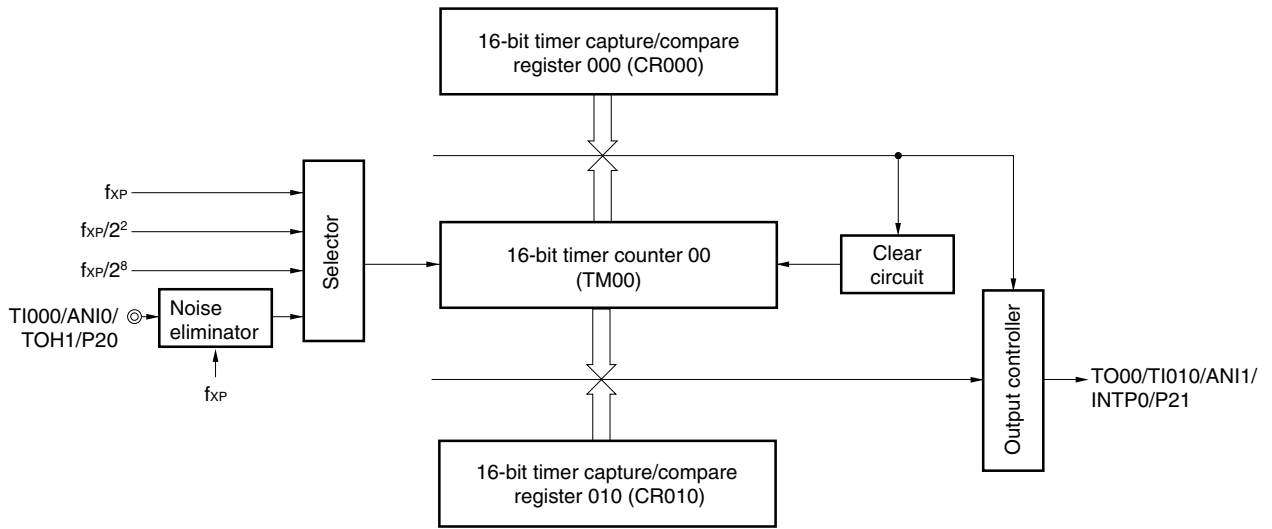 16-bit timer capture/compare
register 000 (CR000)
fXP
fXP/2²
fXP/2⁸
TI000/ANI0/
TOH1/P20
Noise
eliminator
fXP
Selector
16-bit timer counter 00
(TM00)
Clear
circuit
Output controller
TO00/TI010/ANI1/
INTP0/P21
16-bit timer capture/compare
register 010 (CR010)